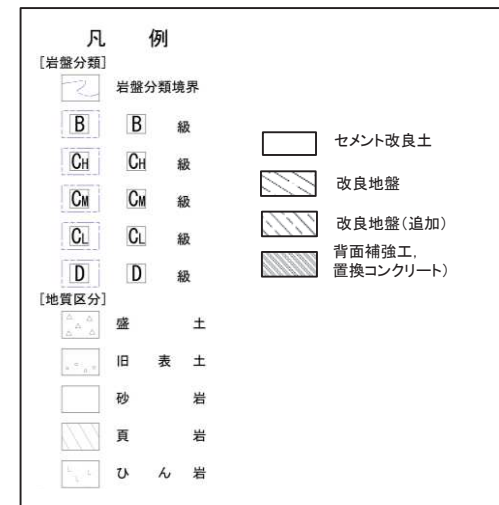 凡 例
[岩盤分類]
岩盤分類境界
B B 級
CH CH 級
CM CM 級
CL CL 級
D D 級
[地質区分]
盛 土
旧 表 土
砂 岩
頁 岩
ひ ん 岩
セメント改良土
改良地盤
改良地盤(追加)
背面補強工,
置換コンクリート)